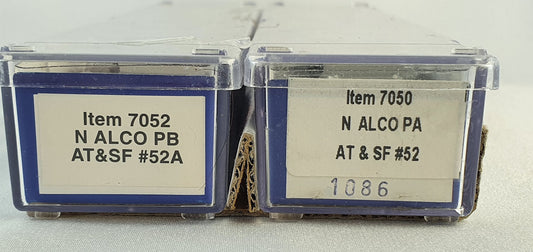 Item 7052
N ALCO PB
AT&SF #52A
Item 7050
N ALCO PA
AT & SF #52
1086